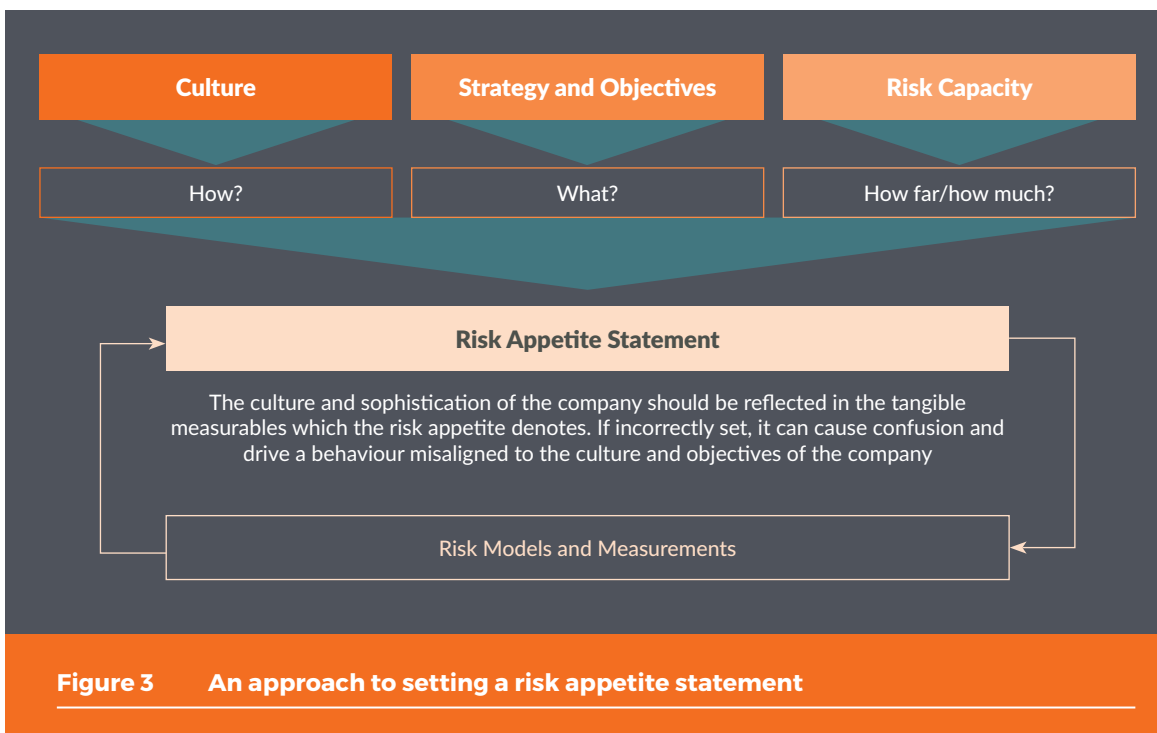 Culture
Strategy and Objectives
Risk Capacity
How?
What?
How far/how much?
Risk Appetite Statement
The culture and sophistication of the company should be reflected in the tangible
measurables which the risk appetite denotes. If incorrectly set, it can cause confusion and
drive a behaviour misaligned to the culture and objectives of the company
Risk Models and Measurements
Figure 3 An approach to setting a risk appetite statement